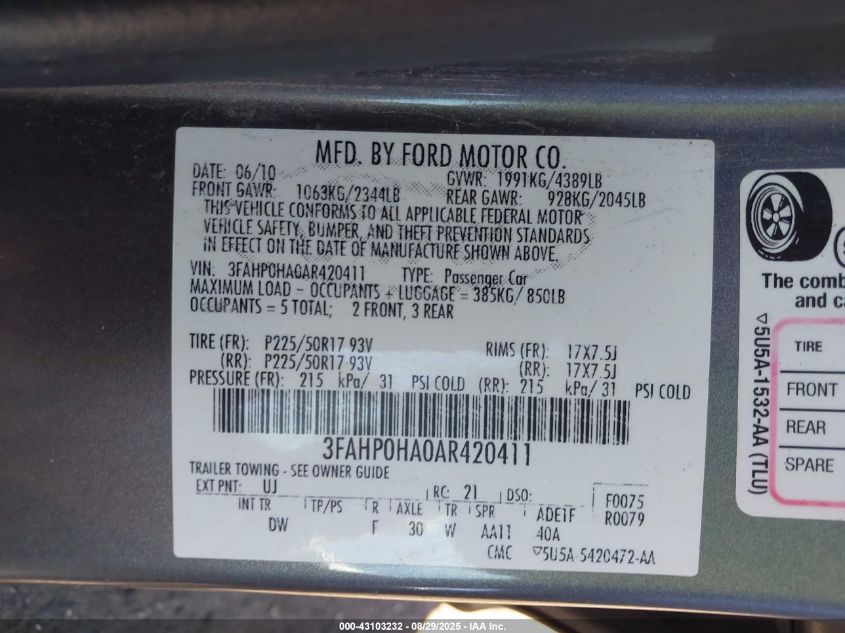 MFD. BY FORD MOTOR CO.
DATE: 06/10 GVWR: 1991KG/4389LB
FRONT GAWR: 1063KG/2344LB REAR GAWR: 928KG/2045LB
THIS VEHICLE CONFORMS TO ALL APPLICABLE FEDERAL MOTOR
VEHICLE SAFETY, BUMPER, AND THEFT PREVENTION STANDARDS
IN EFFECT ON THE DATE OF MANUFACTURE SHOWN ABOVE.
VIN: 3FAHP0HA0AR420411 TYPE: Passenger Car
MAXIMUM LOAD - OCCUPANTS + LUGGAGE = 385KG/ 850LB
OCCUPANTS = 5 TOTAL; 2 FRONT, 3 REAR
TIRE (FR): P225/50R17 93V RIMS (FR): 17X7.5J
(RR): P225/50R17 93V (RR): 17X7.5J
PRESSURE (FR): 215 kPa/ 31 PSI COLD (RR): 215 kPa/ 31 PSI COLD
3FAHP0HA0AR420411
TRAILER TOWING - SEE OWNER GUIDE
EXT PNT: UJ RC: 21 DSO: F0075
INT TR TP/PS R AXLE TR SPR ADE1F R0079
DW F 30 W AA11 40A
CMC ▽5U5A-5420472-AA
The comb
and ca
▽5U5A-1532-AA (TLU)
TIRE
FRONT
REAR
SPARE
000-43103232 - 08/29/2025 - IAA Inc.